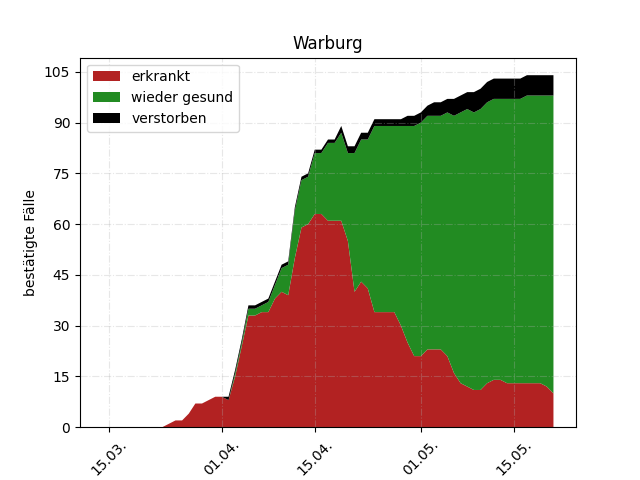 Warburg
erkrankt
wieder gesund
verstorben
bestätigte Fälle
105
90
75
60
45
30
15
0
15.03.
01.04.
15.04.
01.05.
15.05.